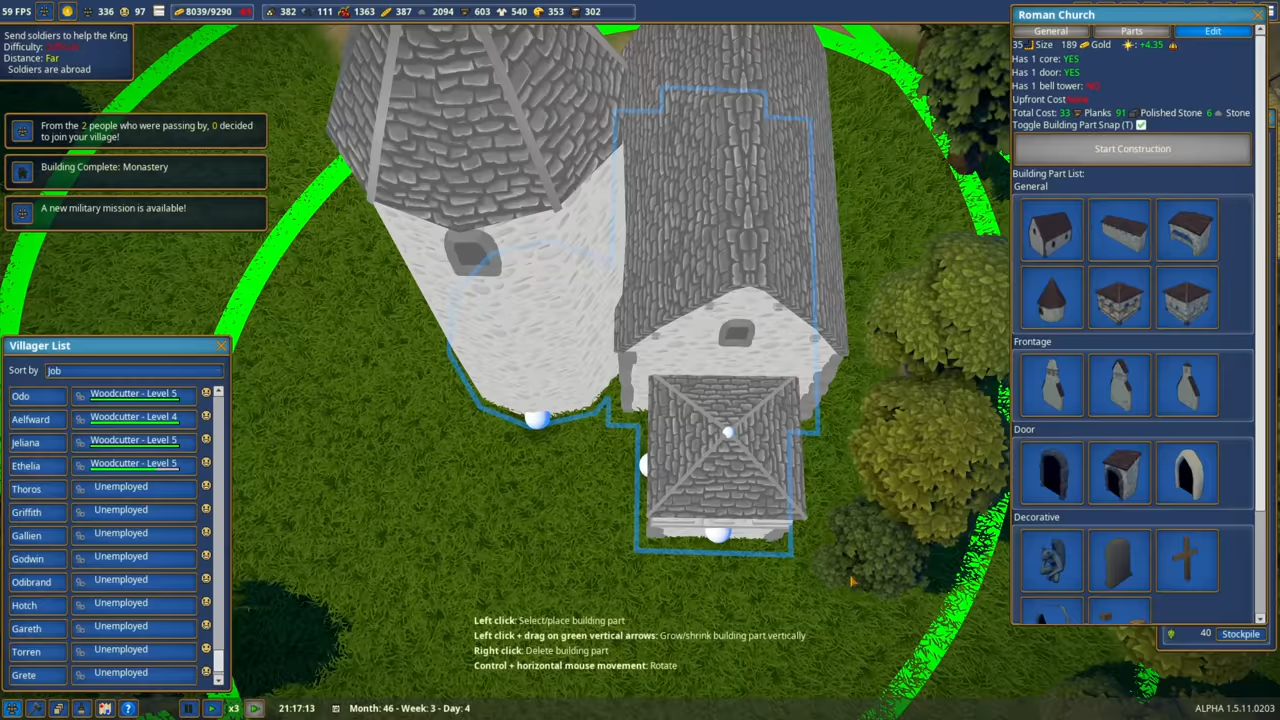 59 FPS
336
97
8039/9290
382
111
1363
387
2094
603
540
353
302
Send soldiers to help the King
Difficulty: Difficult
Distance: Far
Soldiers are abroad
From the 2 people who were passing by, 0 decided
to join your village!
Building Complete: Monastery
A new military mission is available!
Villager List
Sort by
Job
Odo
Woodcutter - Level 5
Aelfward
Woodcutter - Level 4
Jeliana
Woodcutter - Level 5
Ethelia
Woodcutter - Level 5
Thoros
Unemployed
Griffith
Unemployed
Gallien
Unemployed
Godwin
Unemployed
Odibrand
Unemployed
Hotch
Unemployed
Gareth
Unemployed
Torren
Unemployed
Grete
Unemployed
Left click: Select/place building part
Left click + drag on green vertical arrows: Grow/shrink building part vertically
Right click: Delete building part
Control + horizontal mouse movement: Rotate
Roman Church
General
Parts
Edit
35 Size 189 Gold : +4.35
Has 1 core: YES
Has 1 door: YES
Has 1 bell tower: NO
Upfront Cost None
Total Cost: 33 Planks 91 Polished Stone 6 Stone
Toggle Building Part Snap (T)
Start Construction
Building Part List:
General
Frontage
Door
Decorative
40
Stockpile
x3
21:17:13
Month: 46 - Week: 3 - Day: 4
ALPHA 1.5.11.0203